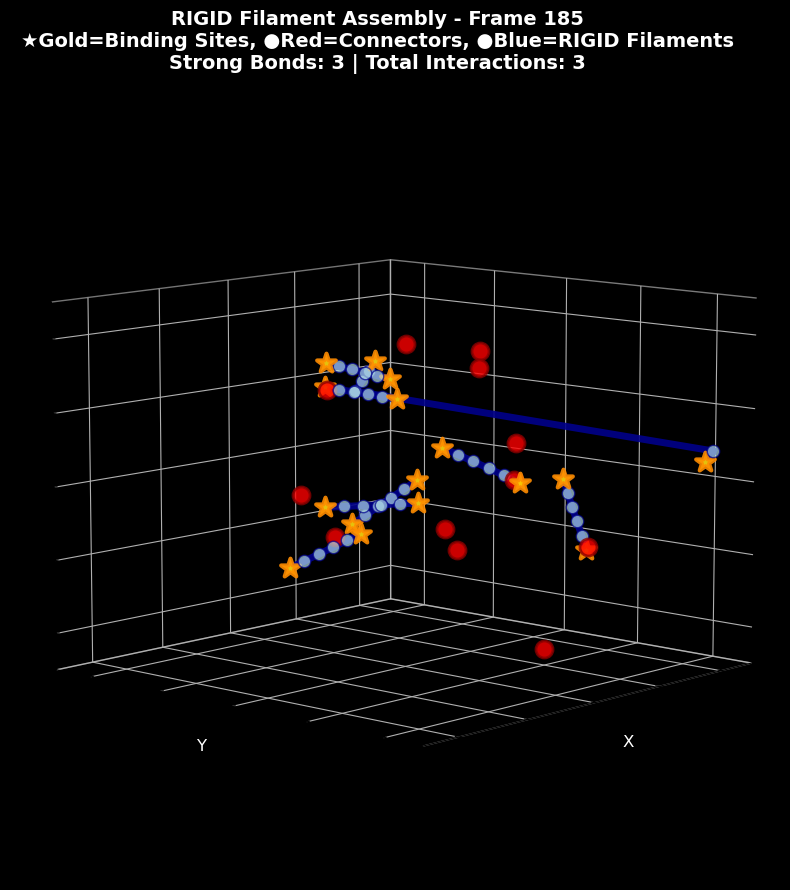 RIGID Filament Assembly - Frame 185
★Gold=Binding Sites, ●Red=Connectors, ●Blue=RIGID Filaments
Strong Bonds: 3 | Total Interactions: 3
Y
X